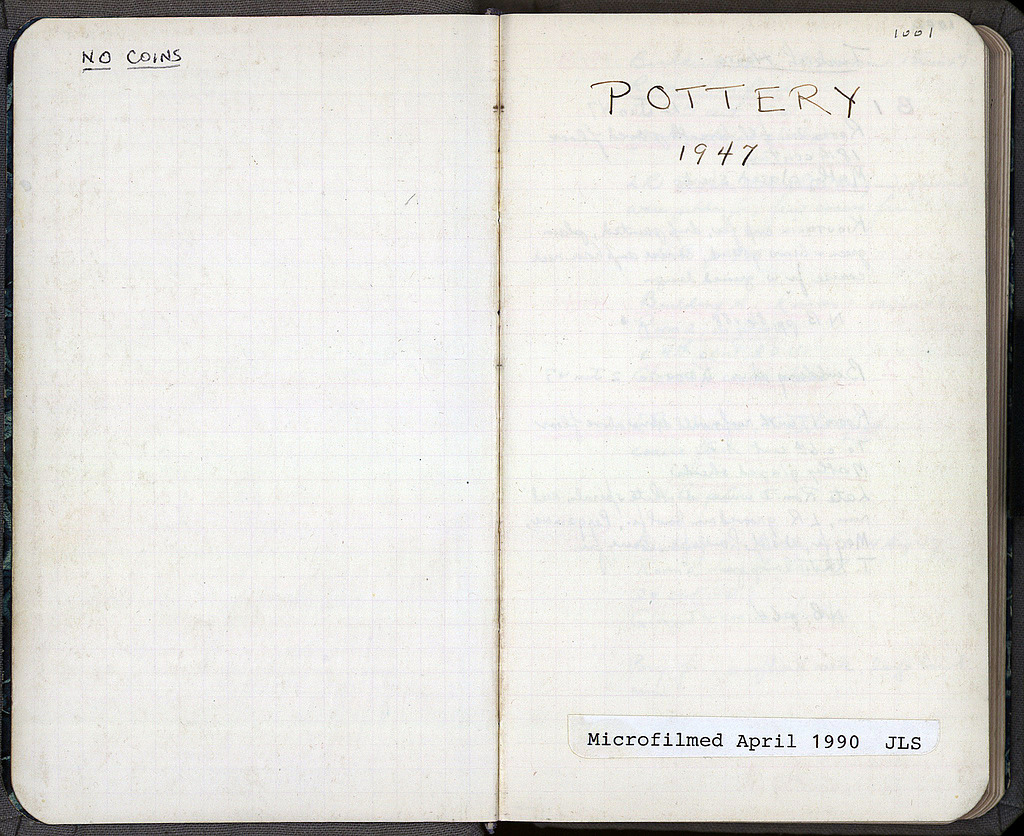 NO COINS
1001
POTTERY
1947
Microfilmed April 1990 JLS